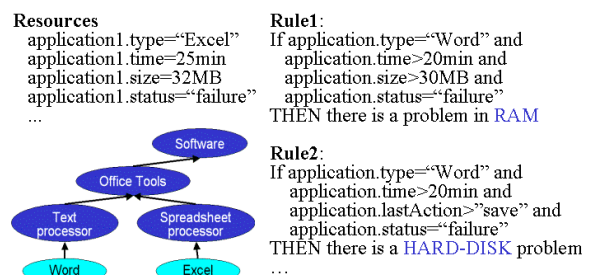 Resources
application1.type=“Excel”
application1.time=25min
application1.size=32MB
application1.status=“failure”
...
Software
Office Tools
Text
processor
Spreadsheet
processor
Word
Excel
Rule1:
If application.type=“Word” and
application.time>20min and
application.size>30MB and
application.status=“failure”
THEN there is a problem in RAM
Rule2:
If application.type=“Word” and
application.time>20min and
application.lastAction>”save” and
application.status=“failure”
THEN there is a HARD-DISK problem
…